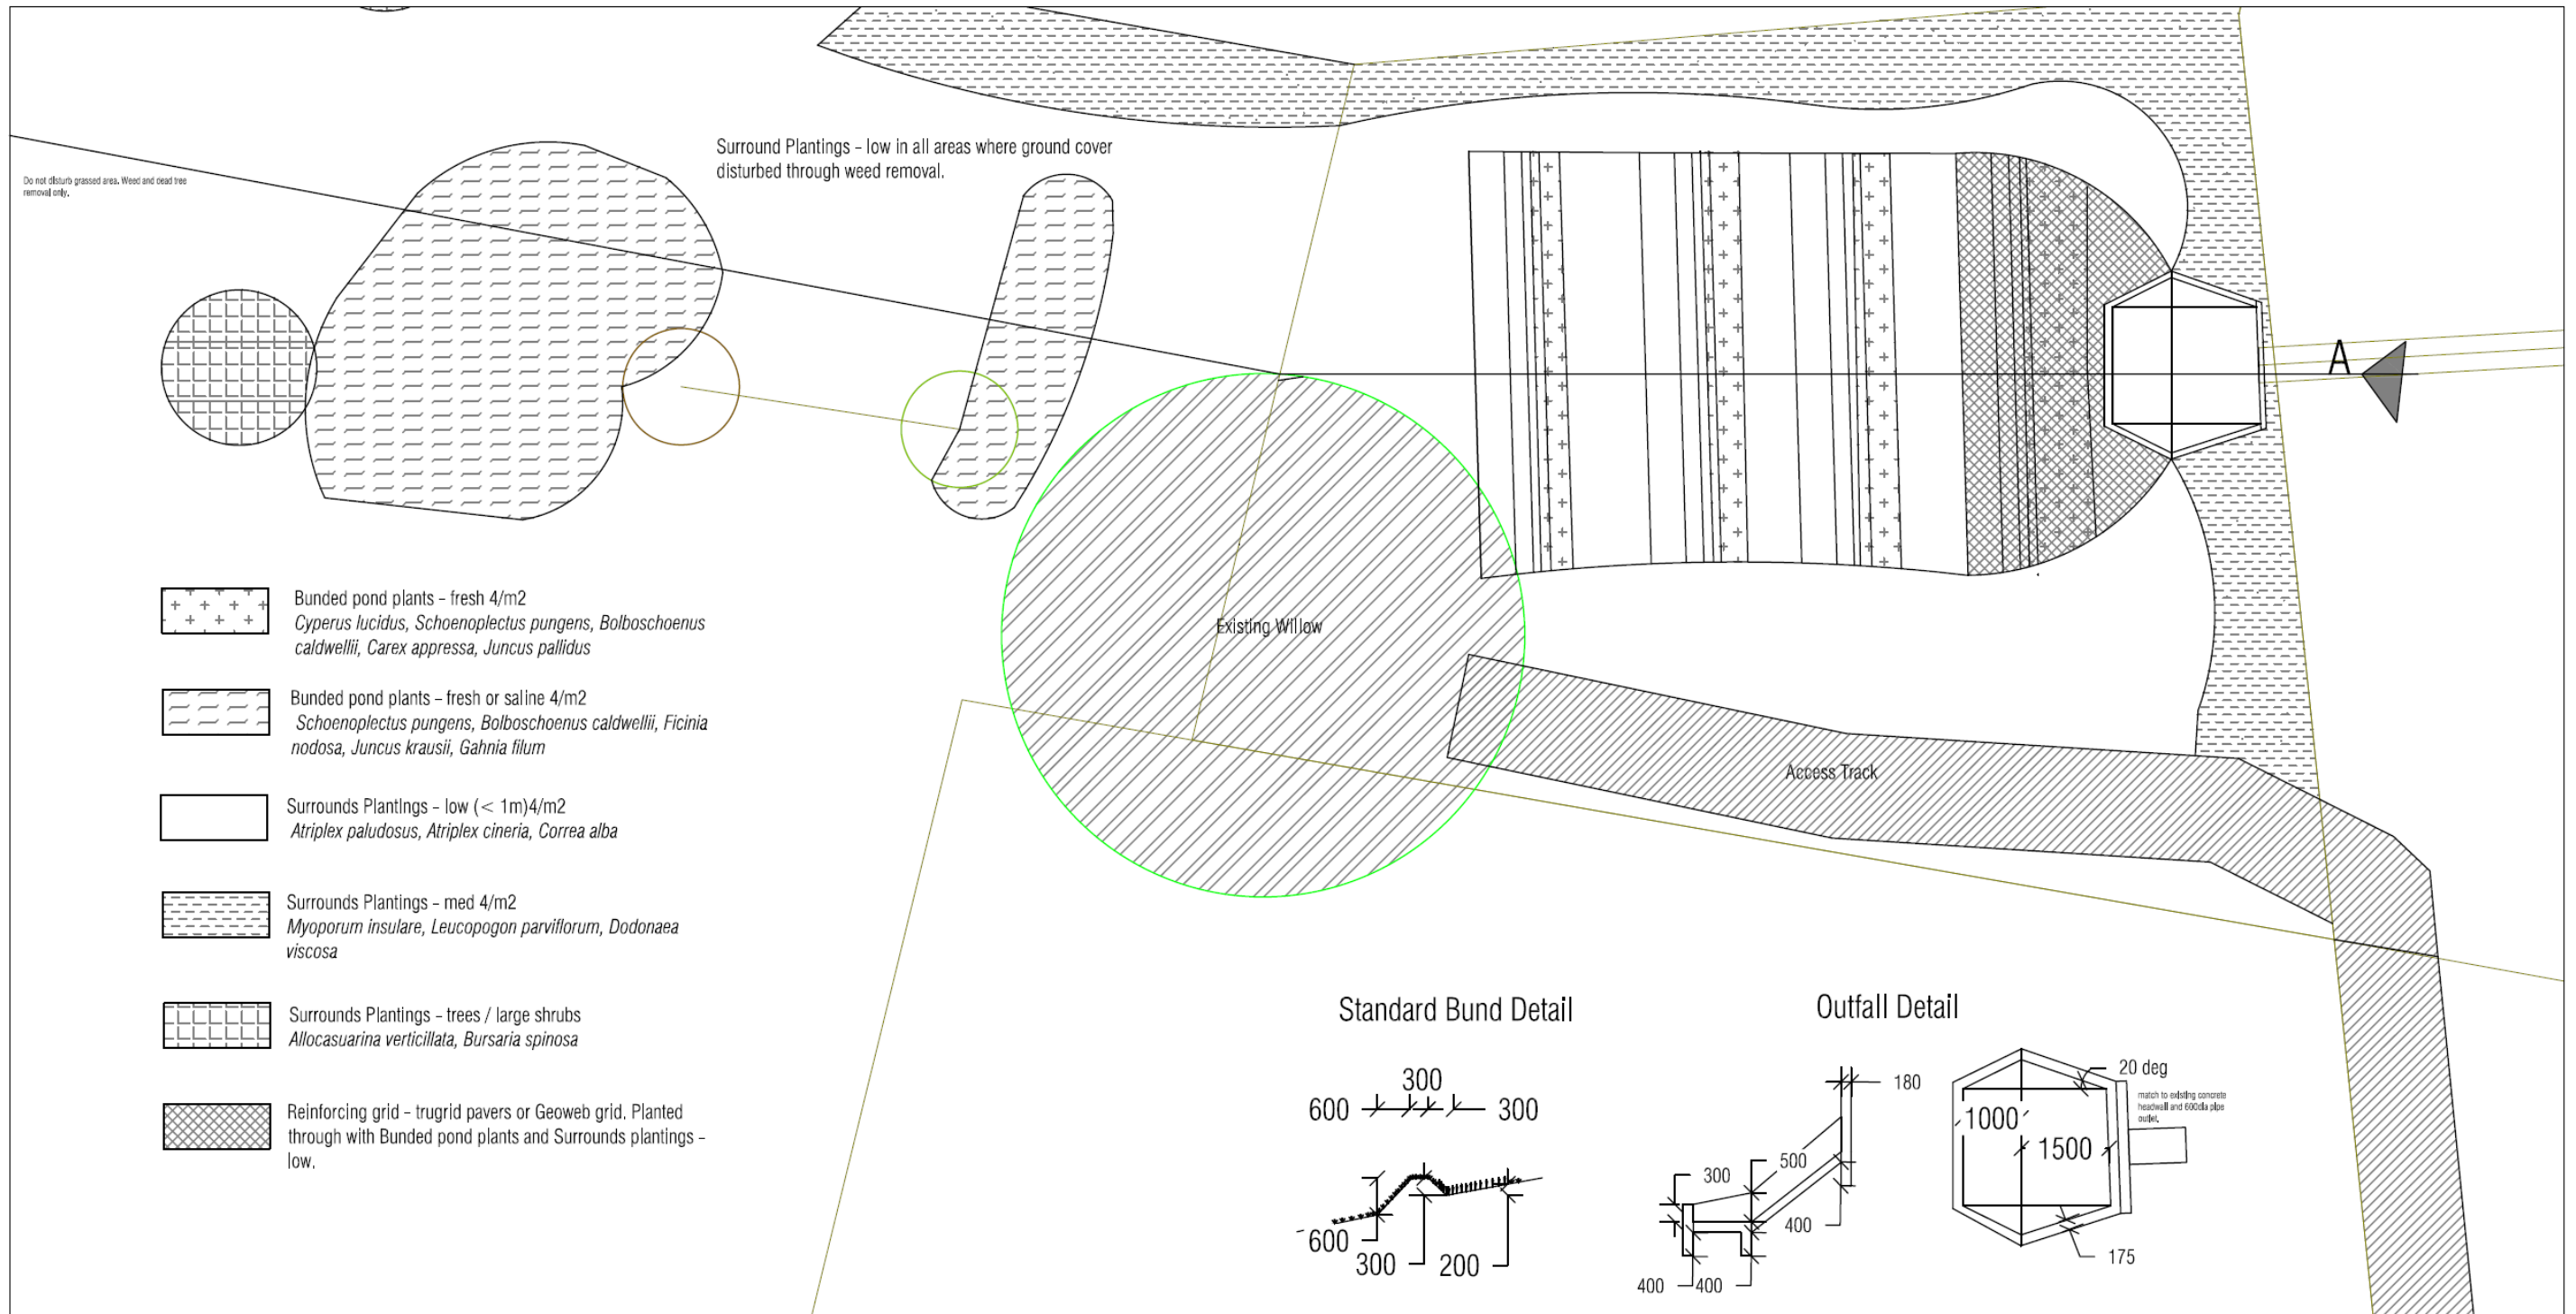 Surround Plantings - low in all areas where ground cover
disturbed through weed removal.
Do not disturb grassed area. Weed and dead tree
removal only.
A
Bunded pond plants - fresh 4/m2
Cyperus lucidus, Schoenoplectus pungens, Bolboschoenus
caldwellii, Carex appressa, Juncus pallidus
Existing Willow
Bunded pond plants - fresh or saline 4/m2
Schoenoplectus pungens, Bolboschoenus caldwellii, Ficinia
nodosa, Juncus krausii, Gahnia filum
Access Track
Surrounds Plantings - low (< 1m)4/m2
Atriplex paludosus, Atriplex cineria, Correa alba
Surrounds Plantings - med 4/m2
Myoporum insulare, Leucopogon parviflorum, Dodonaea
viscosa
Surrounds Plantings - trees / large shrubs
Allocasuarina verticillata, Bursaria spinosa
Reinforcing grid - trugrid pavers or Geoweb grid. Planted
through with Bunded pond plants and Surrounds plantings -
low.
Standard Bund Detail
300
600
300
600
300
200
Outfall Detail
180
300
500
400
400
400
20 deg
match to existing concrete
headwall and 600dia pipe
outlet.
1000
1500
175